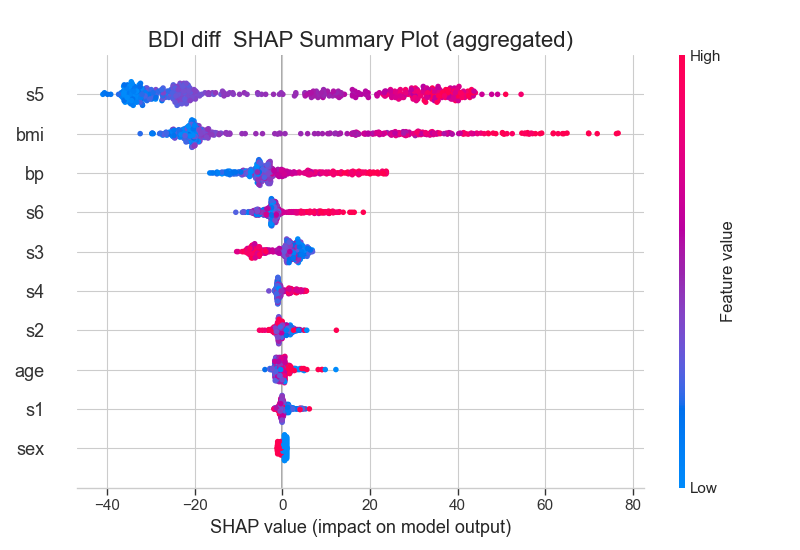 BDI diff  SHAP Summary Plot (aggregated)
High
s5
bmi
bp
s6
s3
s4
s2
age
s1
sex
Feature value
Low
−40
−20
0
20
40
60
80
SHAP value (impact on model output)